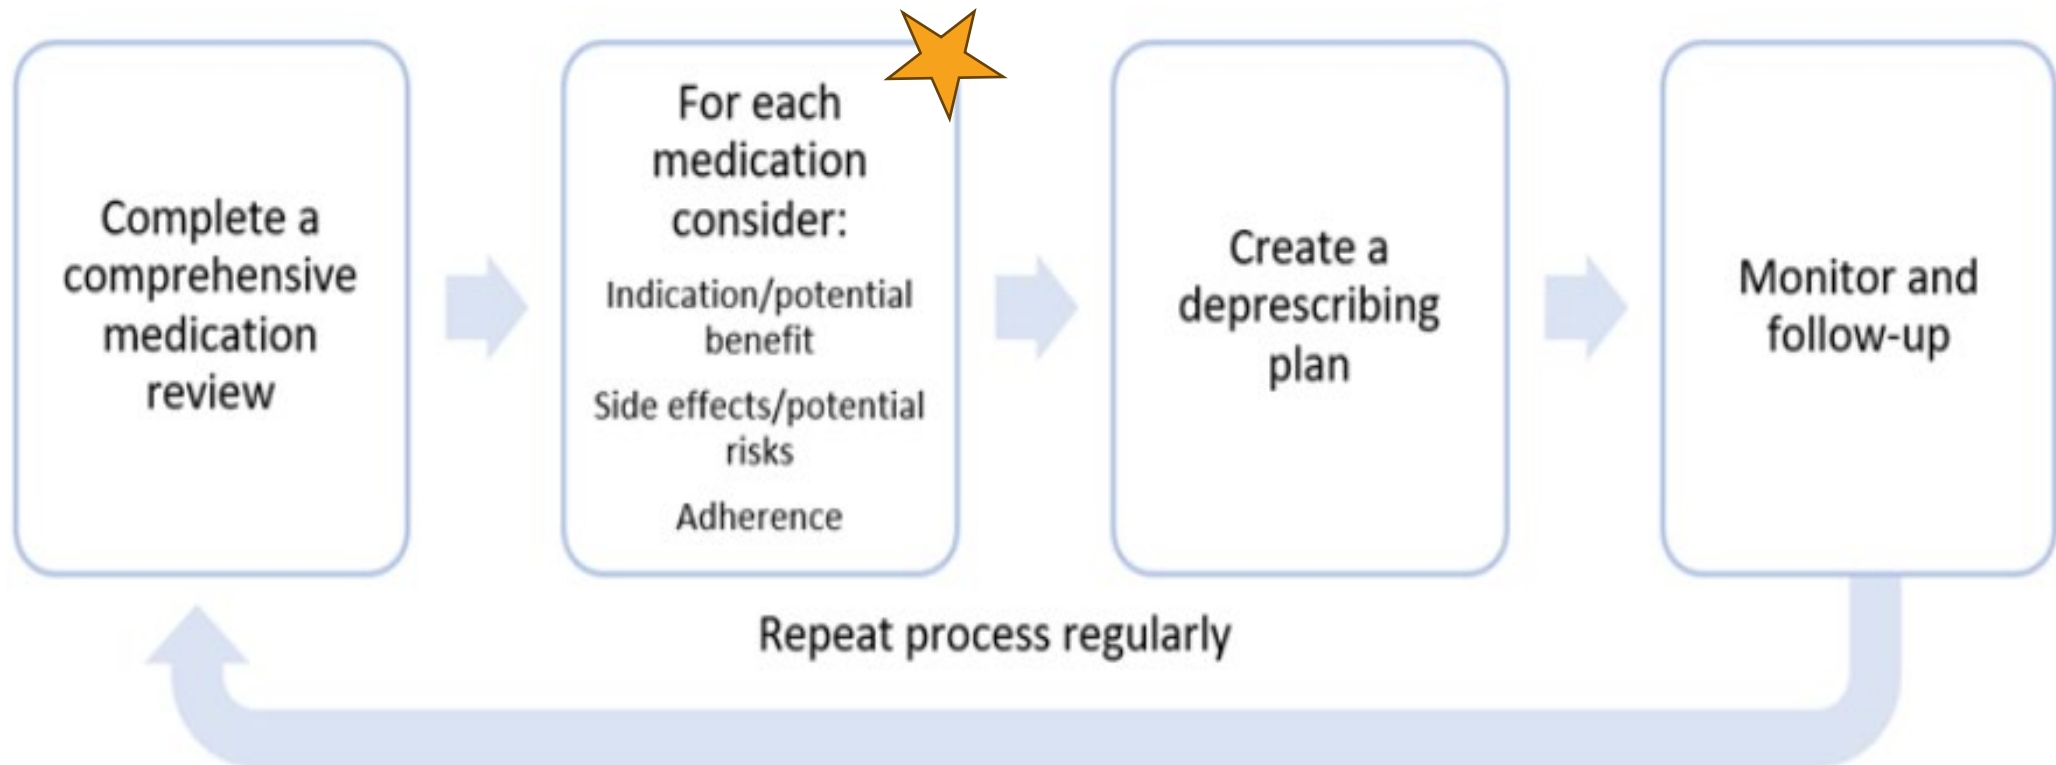 Complete a
comprehensive
medication
review
For each
medication
consider:
Indication/potential
benefit
Side effects/potential
risks
Adherence
Create a
deprescribing
plan
Monitor and
follow-up
Repeat process regularly